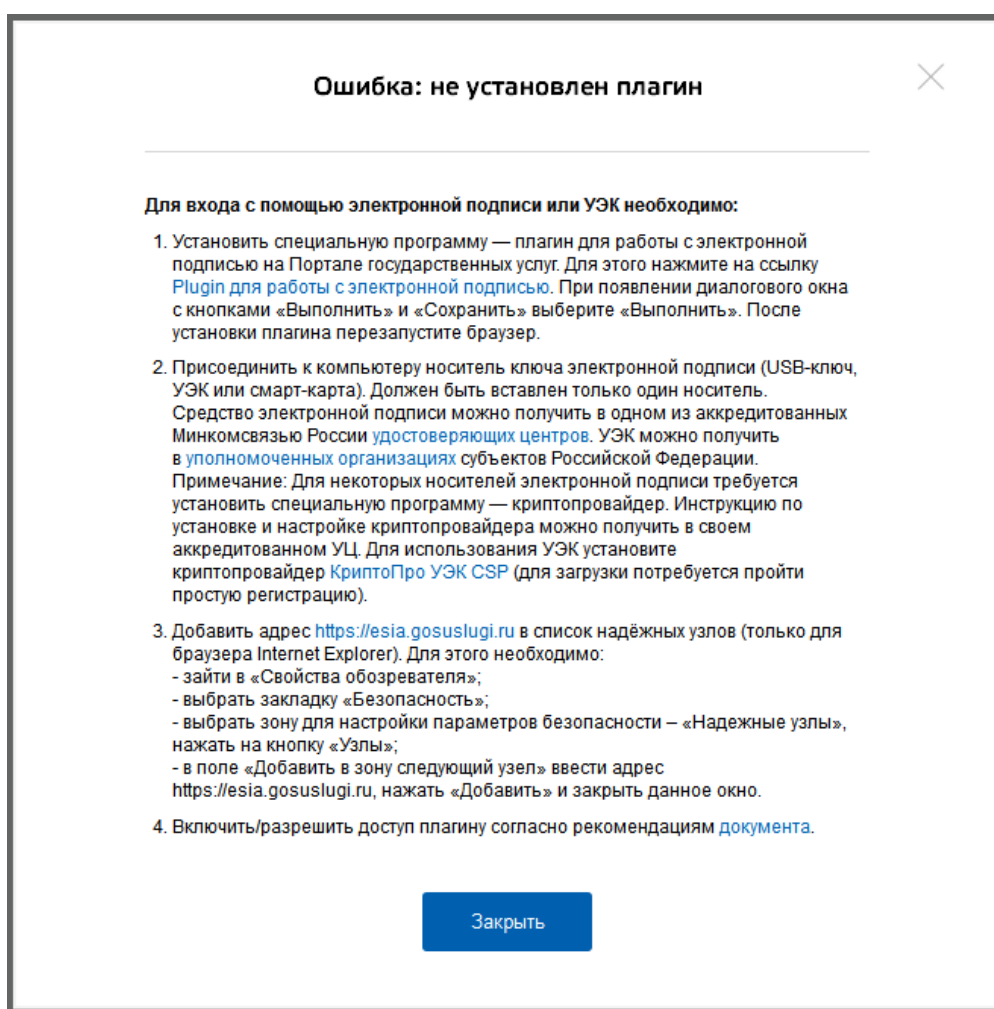 Ошибка: не установлен плагин
Для входа с помощью электронной подписи или УЭК необходимо:
1. Установить специальную программу — плагин для работы с электронной
подписью на Портале государственных услуг. Для этого нажмите на ссылку
Plugin для работы с электронной подписью. При появлении диалогового окна
с кнопками «Выполнить» и «Сохранить» выберите «Выполнить». После
установки плагина перезапустите браузер.
2. Присоединить к компьютеру носитель ключа электронной подписи (USB-ключ,
УЭК или смарт-карта). Должен быть вставлен только один носитель.
Средство электронной подписи можно получить в одном из аккредитованных
Минкомсвязью России удостоверяющих центров. УЭК можно получить
в уполномоченных организациях субъектов Российской Федерации.
Примечание: Для некоторых носителей электронной подписи требуется
установить специальную программу — криптопровайдер. Инструкцию по
установке и настройке криптопровайдера можно получить в своем
аккредитованном УЦ. Для использования УЭК установите
криптопровайдер КриптоПро УЭК CSP (для загрузки потребуется пройти
простую регистрацию).
3. Добавить адрес https://esia.gosuslugi.ru в список надёжных узлов (только для
браузера Internet Explorer). Для этого необходимо:
- зайти в «Свойства обозревателя»;
- выбрать закладку «Безопасность»;
- выбрать зону для настройки параметров безопасности – «Надежные узлы»,
нажать на кнопку «Узлы»;
- в поле «Добавить в зону следующий узел» ввести адрес
https://esia.gosuslugi.ru, нажать «Добавить» и закрыть данное окно.
4. Включить/разрешить доступ плагину согласно рекомендациям документа.
Закрыть